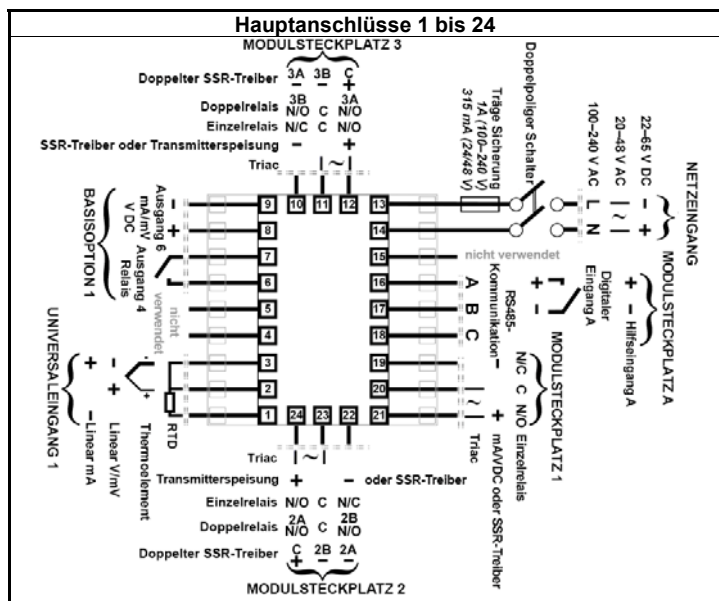 Hauptanschlüsse 1 bis 24
MODULSTECKPLATZ 3
Doppelter SSR-Treiber 3A 3B C
− − +
Doppelrelais 3B N/O C 3A N/O
Einzelrelais N/C C N/O
SSR-Treiber oder Transmitterspeisung − +
Triac | ~ |
9 10 11 12 13
8 14
7 15
6 16
5 17
4 18
3 19
2 20
1 24 23 22 21
BASISOPTION 1
Ausgang 6
mA/mV
V DC
− +
Ausgang 4
Relais
nicht
verwendet
UNIVERSALEINGANG 1
+ − Linear mA
− + Linear V/mV
− + Thermoelement
RTD
Träge Sicherung
1A (100–240 V)
315 mA (24/48 V)
Doppelpoliger Schalter
100–240 V AC L N
20–48 V AC | ~ |
22–65 V DC − +
NETZEINGANG
nicht verwendet
A B C
RS485-
Kommunikation
+ −
Digitaler
Eingang A
+ − Hilfseingang A
MODULSTECKPLATZ A
| ~ | Triac
− + mA/VDC oder SSR-
Treiber
N/C C N/O Einzelrelais
MODULSTECKPLATZ 1
Triac | ~ |
Transmitterspeisung + − oder SSR-Treiber
Einzelrelais N/O C N/C
Doppelrelais 2A N/O C 2B N/O
Doppelter SSR-Treiber C 2B 2A
+ − −
MODULSTECKPLATZ 2